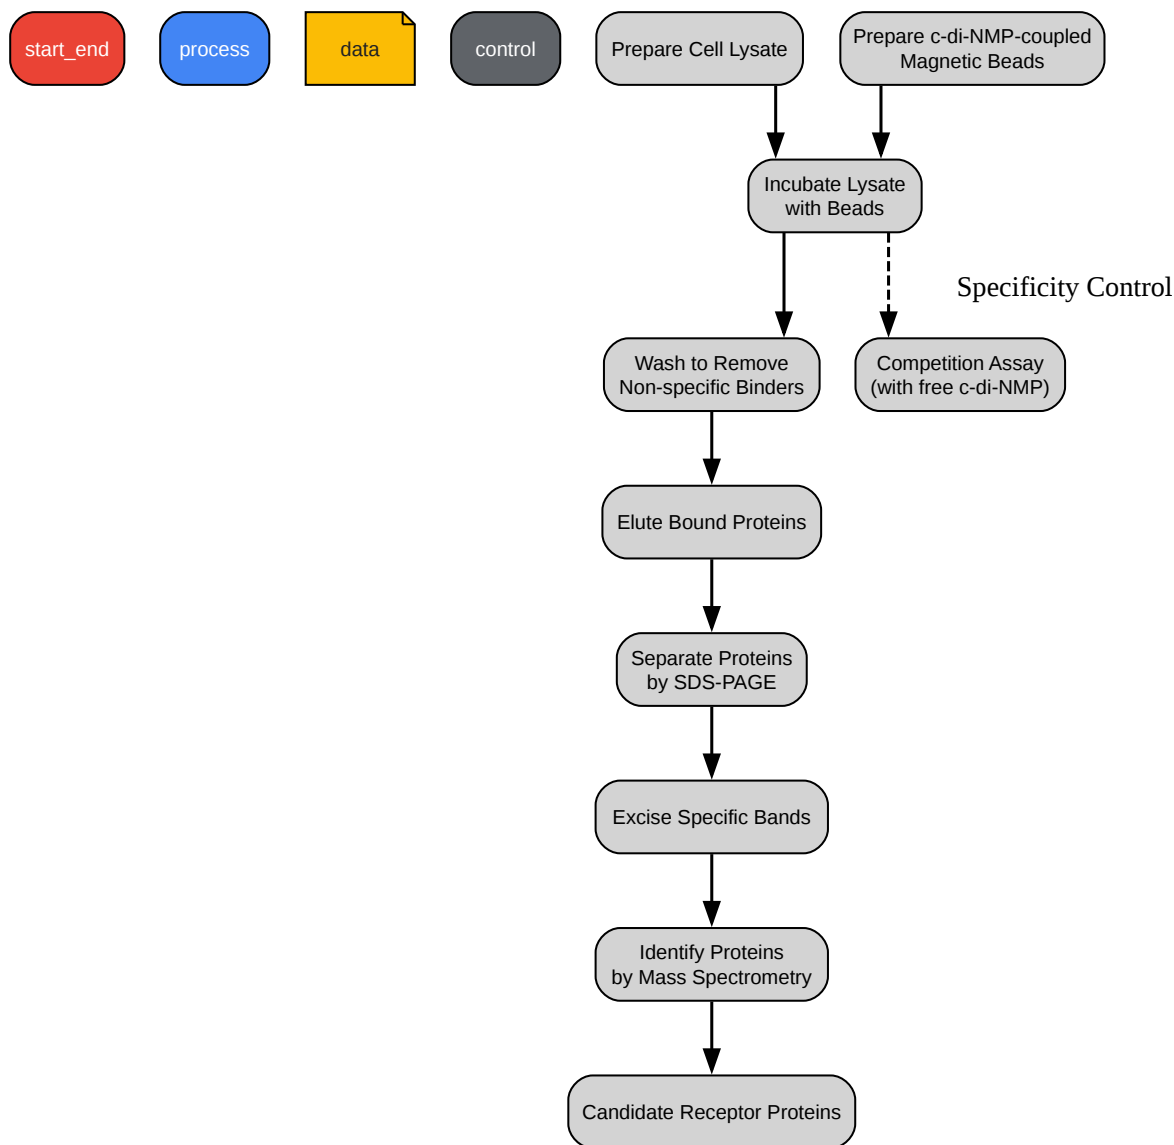 start_end
process
data
control
Prepare Cell Lysate
Prepare c-di-NMP-coupled
Magnetic Beads
Incubate Lysate
with Beads
Specificity Control
Wash to Remove
Non-specific Binders
Competition Assay
(with free c-di-NMP)
Elute Bound Proteins
Separate Proteins
by SDS-PAGE
Excise Specific Bands
Identify Proteins
by Mass Spectrometry
Candidate Receptor Proteins